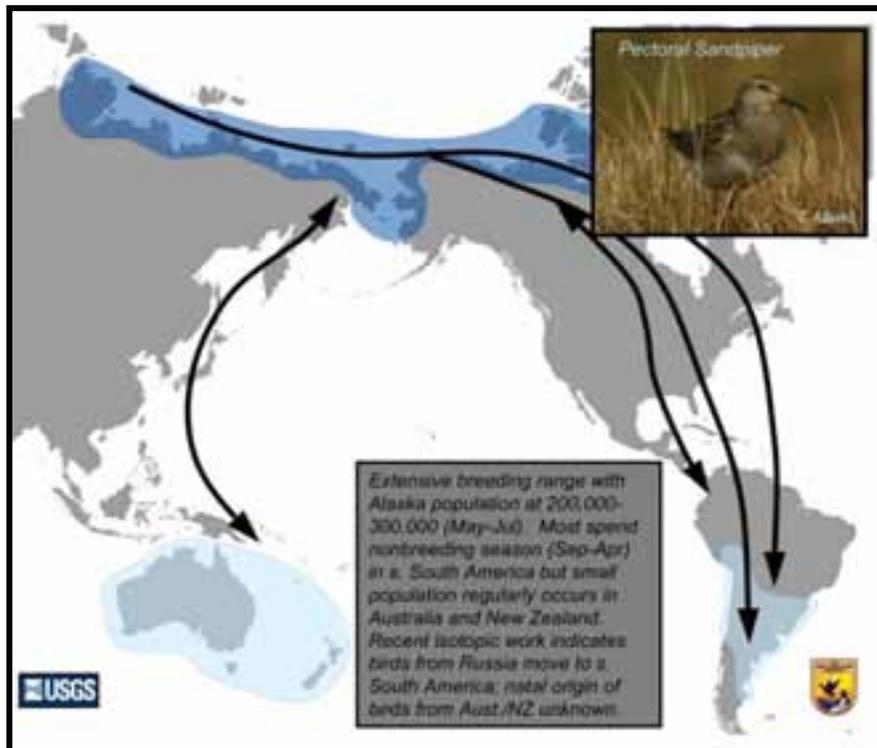 Pectoral Sandpiper
Extensive breeding range with
Alaska population at 200,000-
300,000 (May-Jul). Most spend
nonbreeding season (Sep-Apr)
in s. South America but small
population regularly occurs in
Australia and New Zealand.
Recent isotopic work indicates
birds from Russia move to s.
South America; natal origin of
birds from Aust./NZ unknown.
USGS